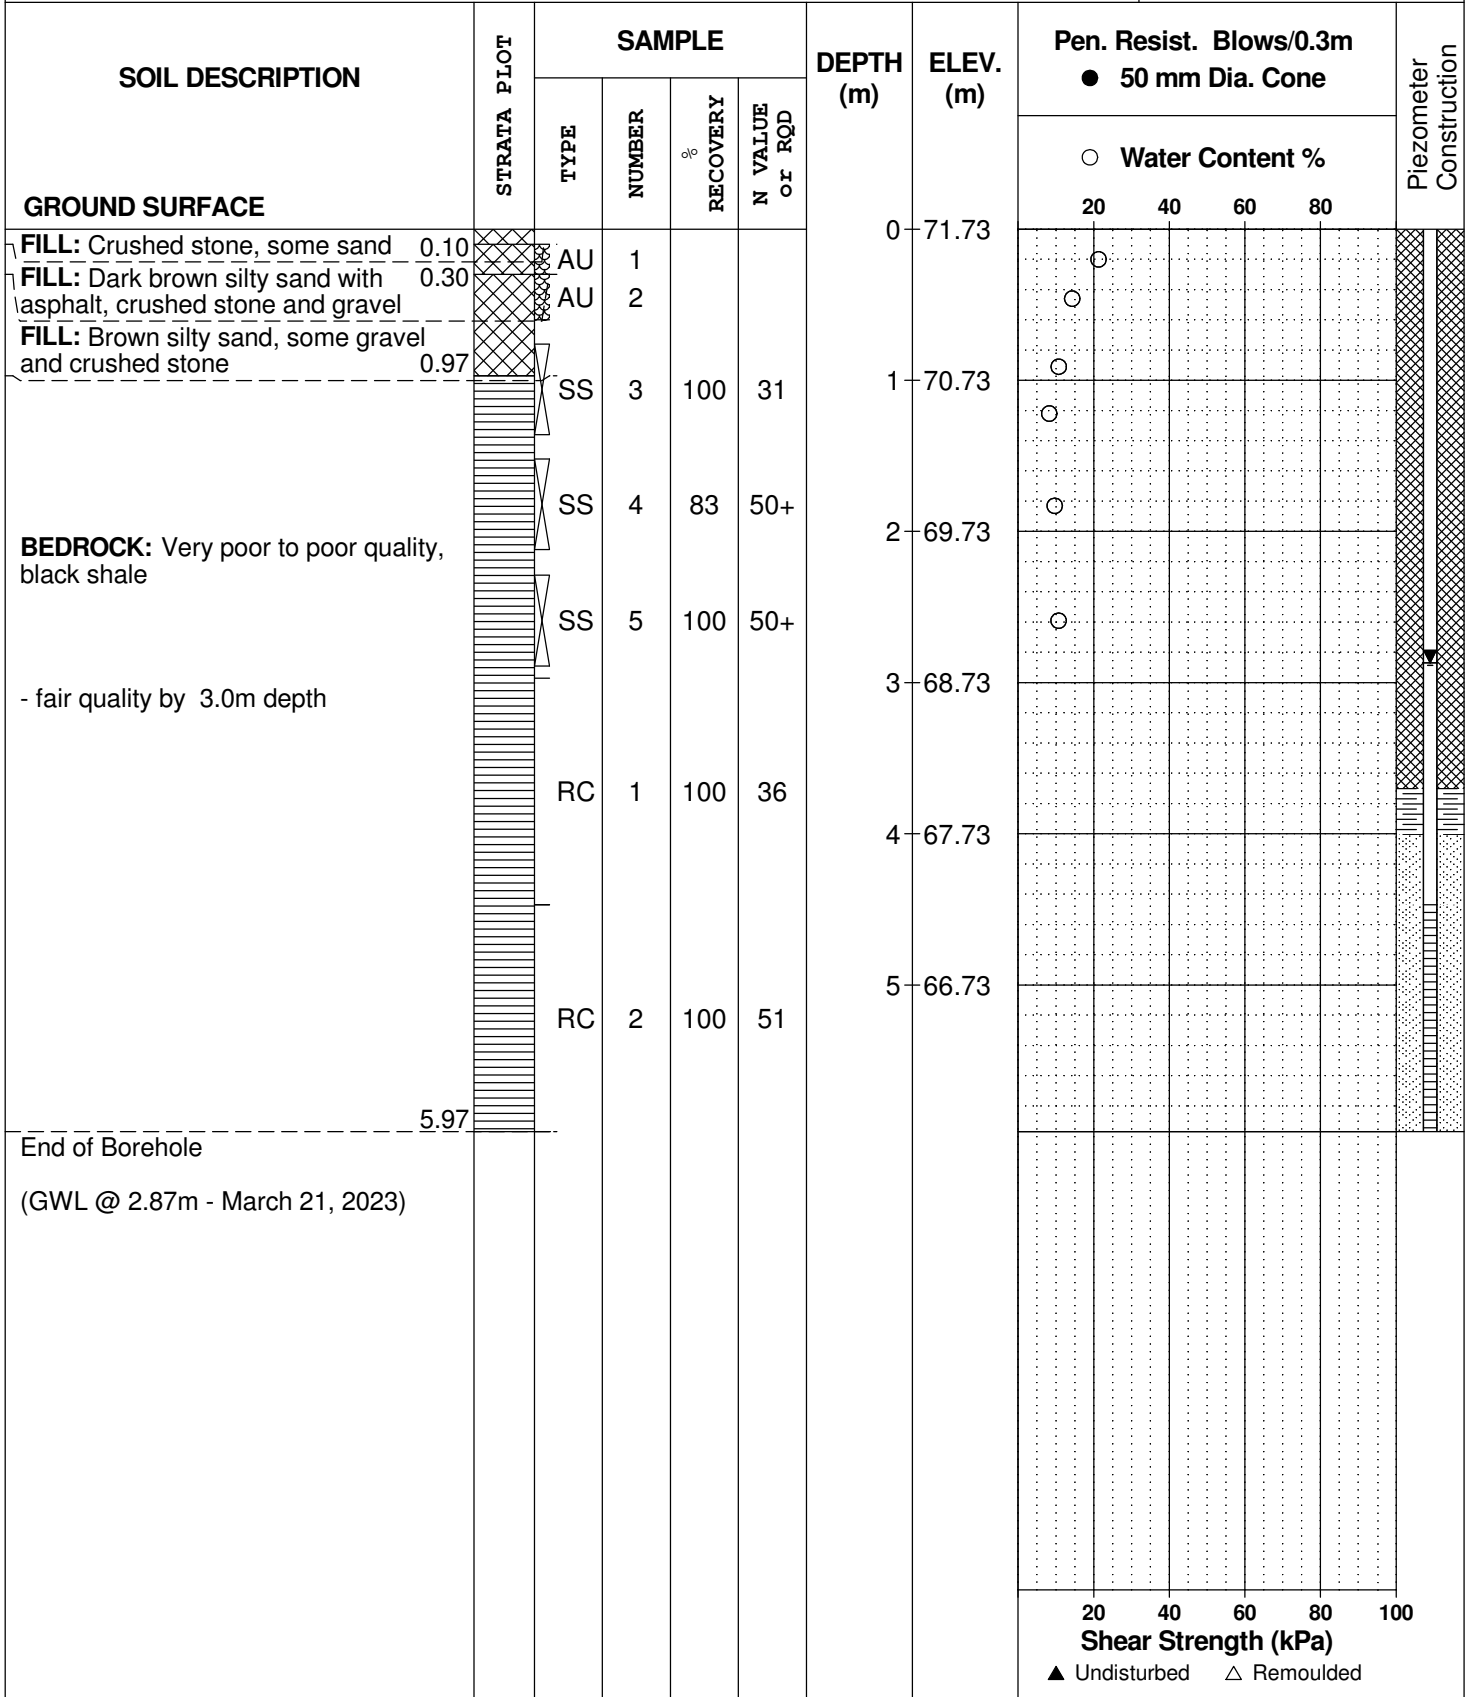 SOIL DESCRIPTION
GROUND SURFACE
STRATA PLOT
SAMPLE
TYPE
NUMBER
% RECOVERY
N VALUE or RQD
DEPTH (m)
ELEV. (m)
Pen. Resist. Blows/0.3m
● 50 mm Dia. Cone
○ Water Content %
20 40 60 80
Piezometer Construction
0 71.73
FILL: Crushed stone, some sand 0.10
AU 1
FILL: Dark brown silty sand with 0.30
asphalt, crushed stone and gravel
AU 2
FILL: Brown silty sand, some gravel
and crushed stone 0.97
1 70.73
SS 3 100 31
SS 4 83 50+
2 69.73
BEDROCK: Very poor to poor quality,
black shale
SS 5 100 50+
3 68.73
- fair quality by 3.0m depth
RC 1 100 36
4 67.73
5 66.73
RC 2 100 51
5.97
End of Borehole
(GWL @ 2.87m - March 21, 2023)
20 40 60 80 100
Shear Strength (kPa)
▲ Undisturbed △ Remoulded